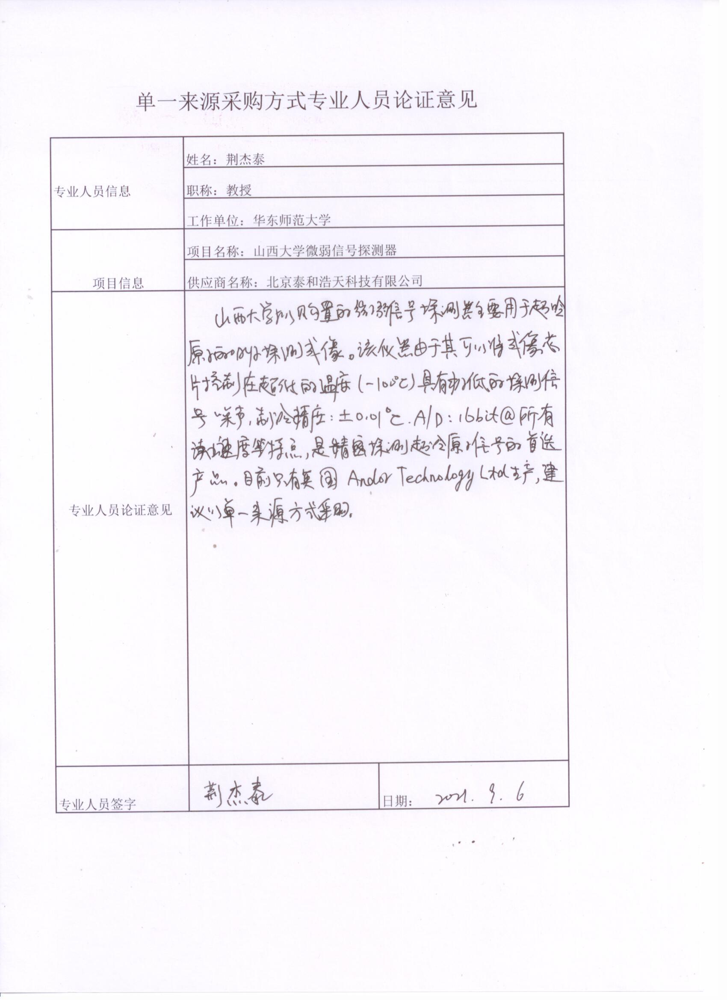 单一来源采购方式专业人员论证意见
专业人员信息
姓名：荆杰泰
职称：教授
工作单位：华东师范大学
项目信息
项目名称：山西大学微弱信号探测器
供应商名称：北京泰和浩天科技有限公司
专业人员论证意见
山西大学所购置的微弱信号探测器主要用于超冷
原子的探测成像。该仪器由于其可以将成像芯
片控制在超低的温度(-100℃)具有极低的探测信
号噪声,制冷精度:±0.01℃.A/D:16bit@所有
读出速度等特点,是精密探测超冷原子信号的首选
产品。目前只有英国 Andor Technology Ltd生产,建
议以单一来源方式采购.
专业人员签字
荆杰泰
日期： 2021.9.6